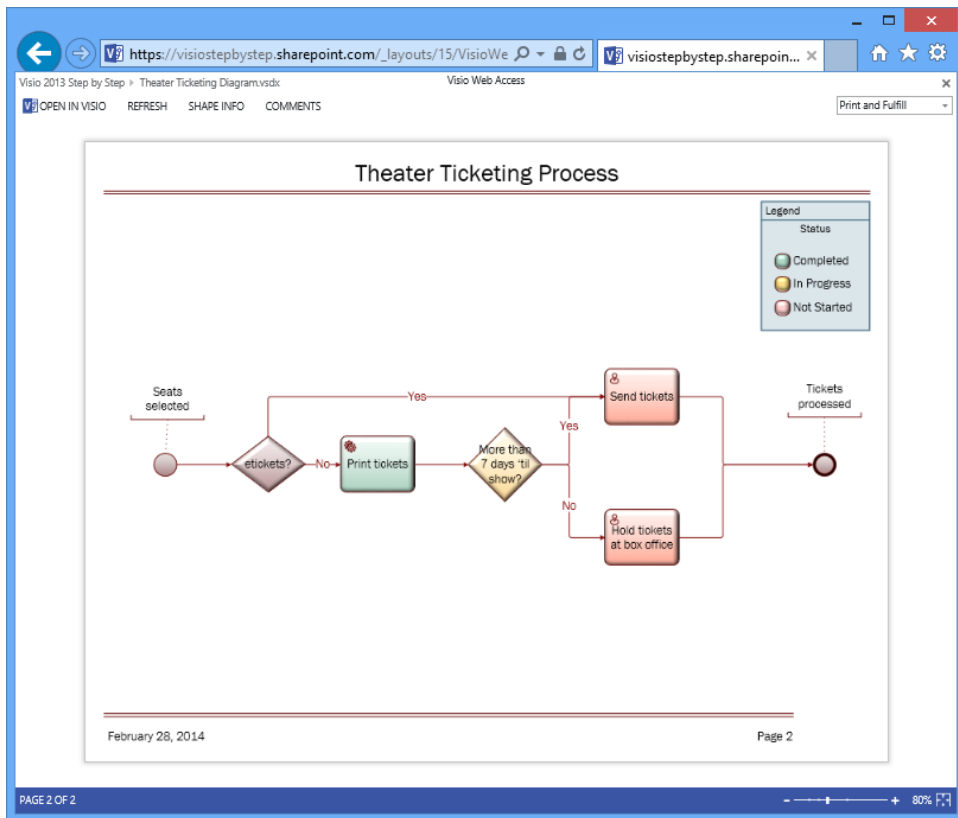 https://visiostepbystep.sharepoint.com/_layouts/15/VisioWe
visiostepbystep.sharepoin...
Visio 2013 Step by Step ▸ Theater Ticketing Diagram.vsdx
Visio Web Access
OPEN IN VISIO REFRESH SHAPE INFO COMMENTS
Print and Fulfill
Theater Ticketing Process
Legend
Status
Completed
In Progress
Not Started
Seats
selected
etickets?
Yes
No
Print tickets
More than
7 days 'til
show?
Yes
No
Send tickets
Hold tickets
at box office
Tickets
processed
February 28, 2014
Page 2
PAGE 2 OF 2
80%